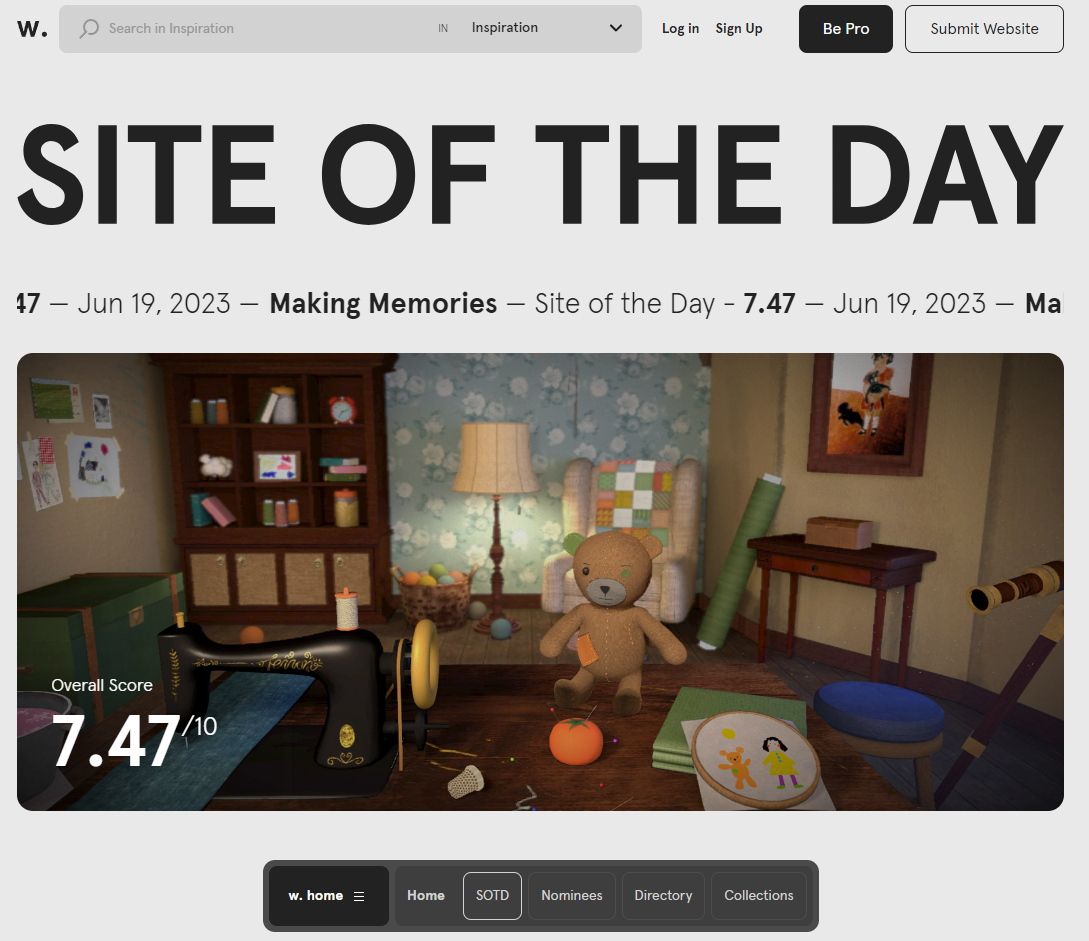 w. Search in Inspiration IN Inspiration Log in Sign Up Be Pro Submit Website
SITE OF THE DAY
47 — Jun 19, 2023 — Making Memories — Site of the Day - 7.47 — Jun 19, 2023 — Ma
Overall Score
7.47/10
w. home Home SOTD Nominees Directory Collections